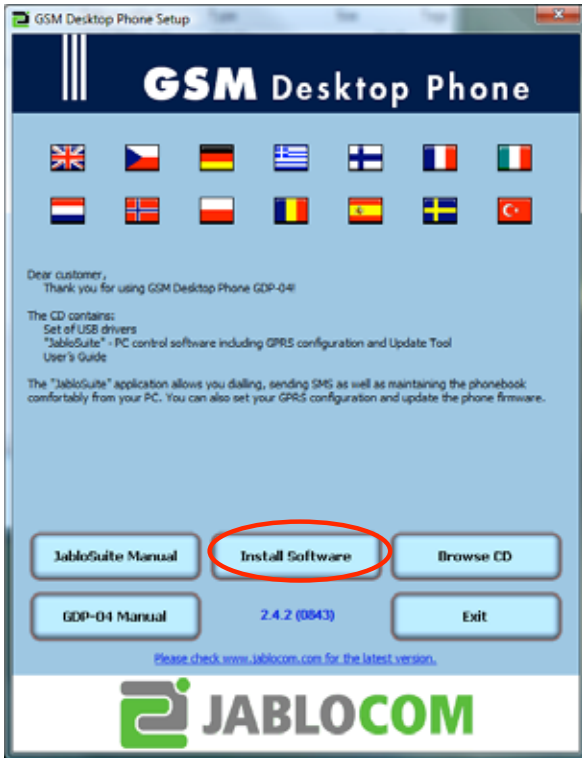 GSM Desktop Phone Setup
GSM Desktop Phone
Dear customer,
Thank you for using GSM Desktop Phone GDP-04!
The CD contains:
Set of USB drivers
"JabloSuite" - PC control software including GPRS configuration and Update Tool
User's Guide
The "JabloSuite" application allows you dialling, sending SMS as well as maintaining the phonebook
comfortably from your PC. You can also set your GPRS configuration and update the phone firmware.
JabloSuite Manual Install Software Browse CD
GDP-04 Manual 2.4.2 (0843) Exit
Please check www.jablocom.com for the latest version.
JABLOCOM